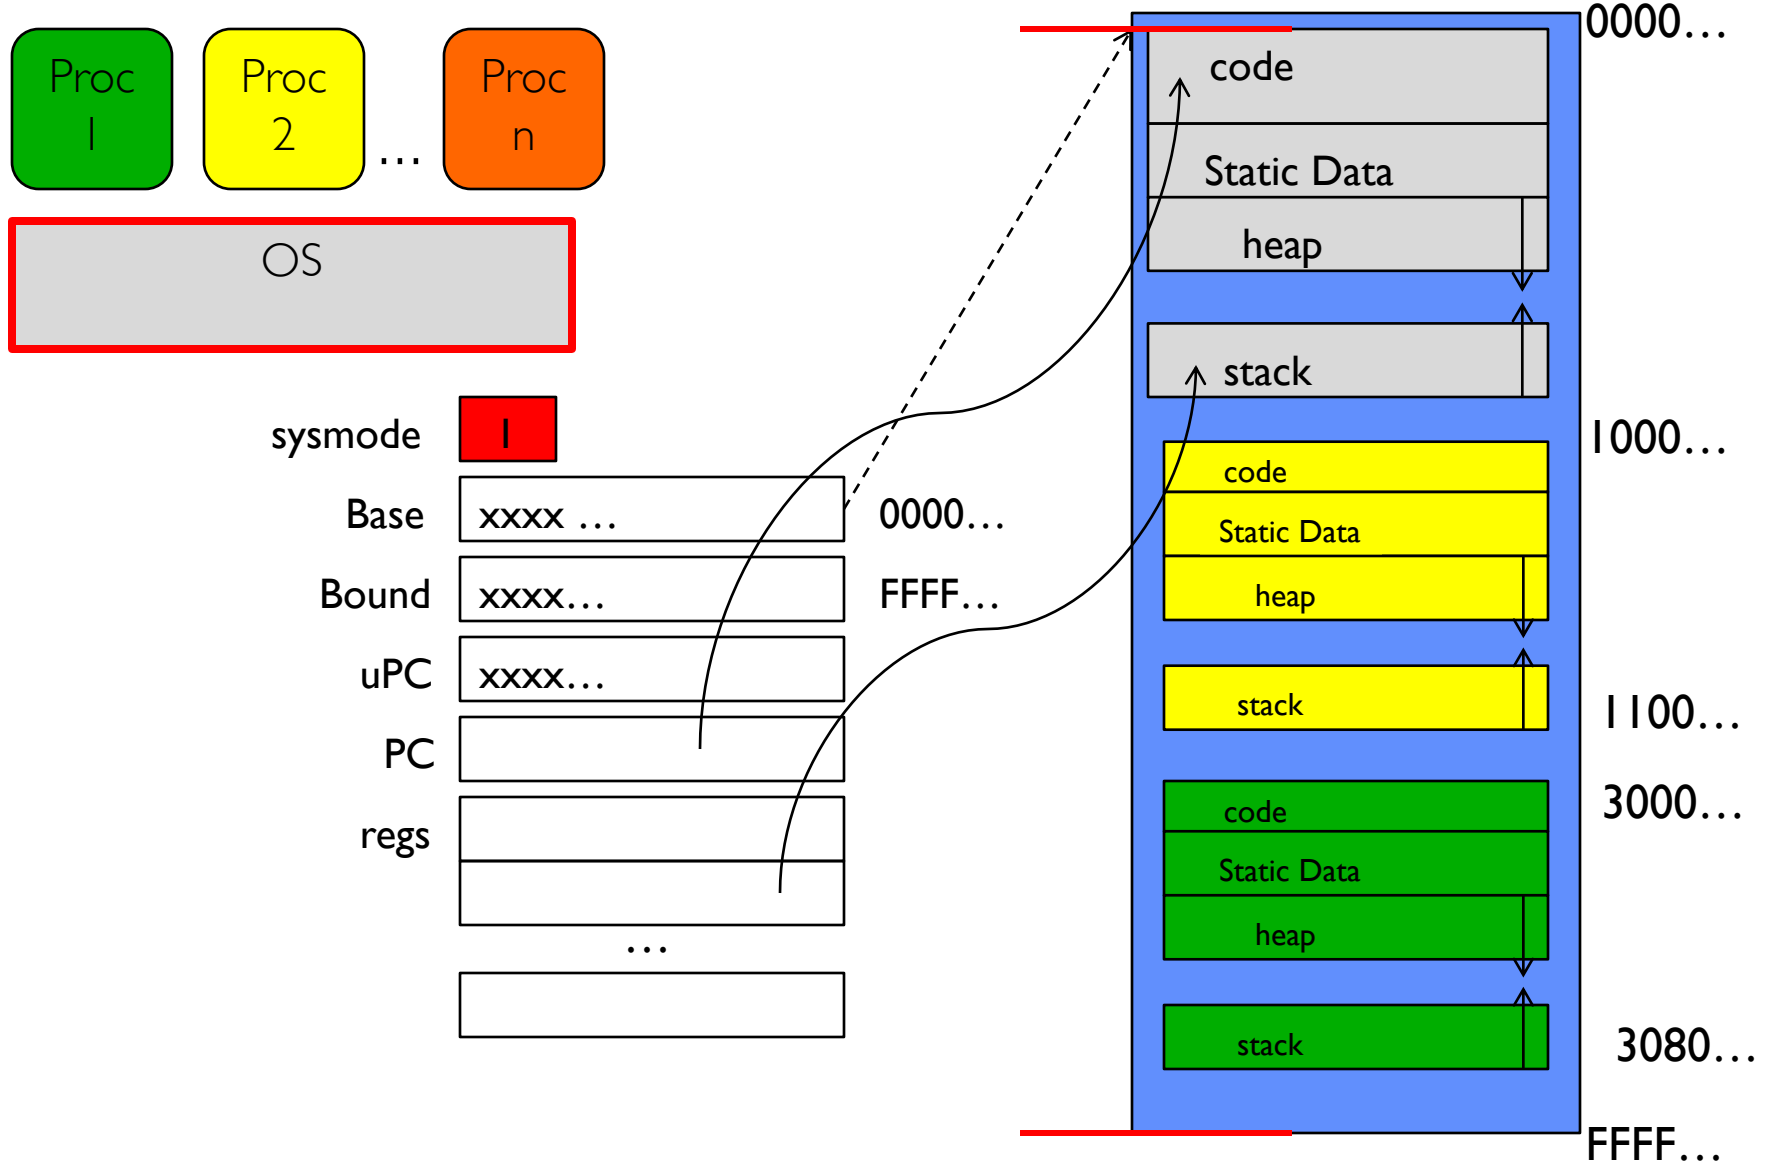 Proc
1
Proc
2
…
Proc
n
OS
sysmode
1
Base
xxxx …
0000…
Bound
xxxx…
FFFF…
uPC
xxxx…
PC
regs
…
0000…
code
Static Data
heap
stack
1000…
code
Static Data
heap
stack
1100…
3000…
code
Static Data
heap
stack
3080…
FFFF…